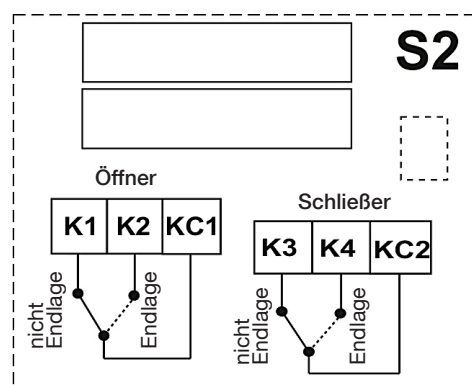 S2
Öffner
K1 K2 KC1
nicht
Endlage
Endlage
Schließer
K3 K4 KC2
nicht
Endlage
Endlage